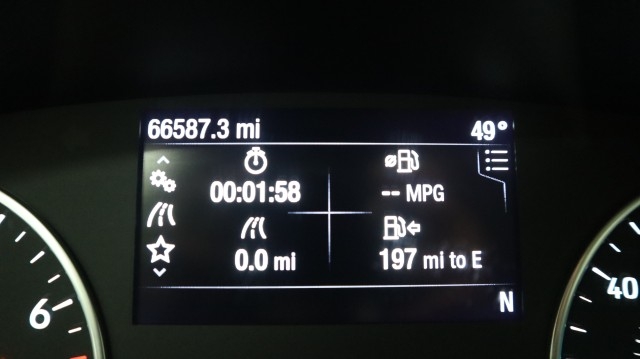 66587.3 mi 49°
00:01:58 -- MPG
0.0 mi 197 mi to E
N
6
40